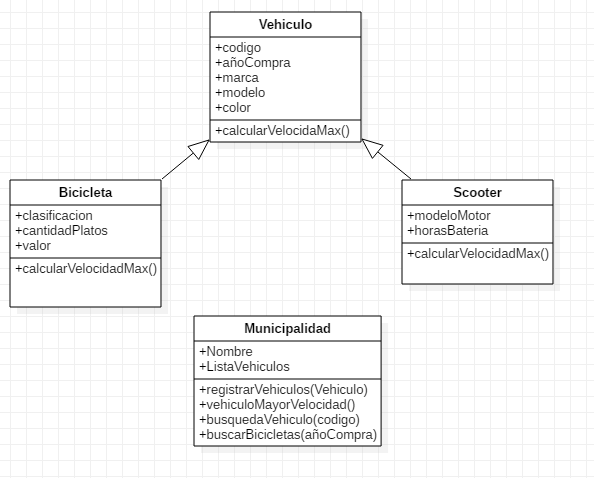 Vehiculo
+codigo
+añoCompra
+marca
+modelo
+color
+calcularVelocidaMax()
Bicicleta
+clasificacion
+cantidadPlatos
+valor
+calcularVelocidadMax()
Scooter
+modeloMotor
+horasBateria
+calcularVelocidadMax()
Municipalidad
+Nombre
+ListaVehiculos
+registrarVehiculos(Vehiculo)
+vehiculoMayorVelocidad()
+busquedaVehiculo(codigo)
+buscarBicicletas(añoCompra)